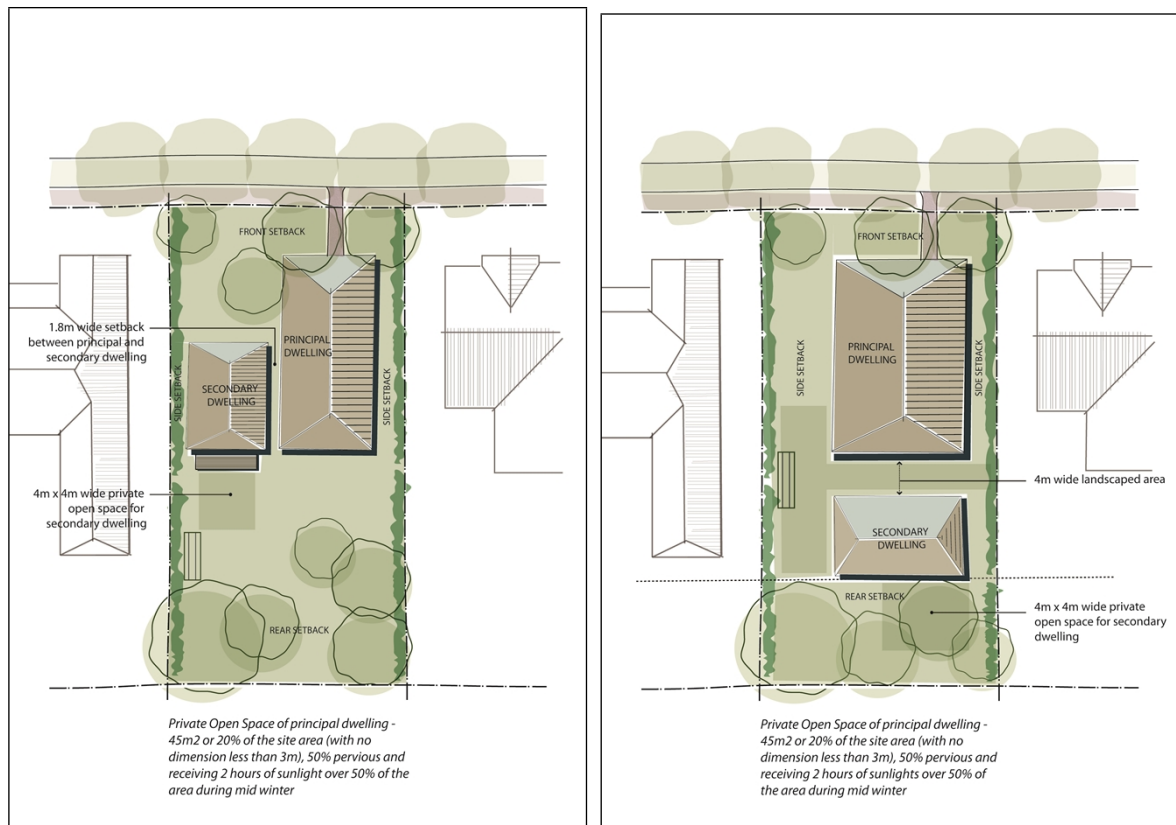 FRONT SETBACK
1.8m wide setback
between principal and
secondary dwelling
PRINCIPAL
DWELLING
SECONDARY
DWELLING
SIDE SETBACK
SIDE SETBACK
4m x 4m wide private
open space for
secondary dwelling
REAR SETBACK
Private Open Space of principal dwelling -
45m2 or 20% of the site area (with no
dimension less than 3m), 50% pervious and
receiving 2 hours of sunlight over 50% of the
area during mid winter
FRONT SETBACK
PRINCIPAL
DWELLING
SIDE SETBACK
SIDE SETBACK
4m wide landscaped area
SECONDARY
DWELLING
REAR SETBACK
4m x 4m wide private
open space for secondary
dwelling
Private Open Space of principal dwelling -
45m2 or 20% of the site area (with no
dimension less than 3m), 50% pervious and
receiving 2 hours of sunlights over 50% of
the area during mid winter